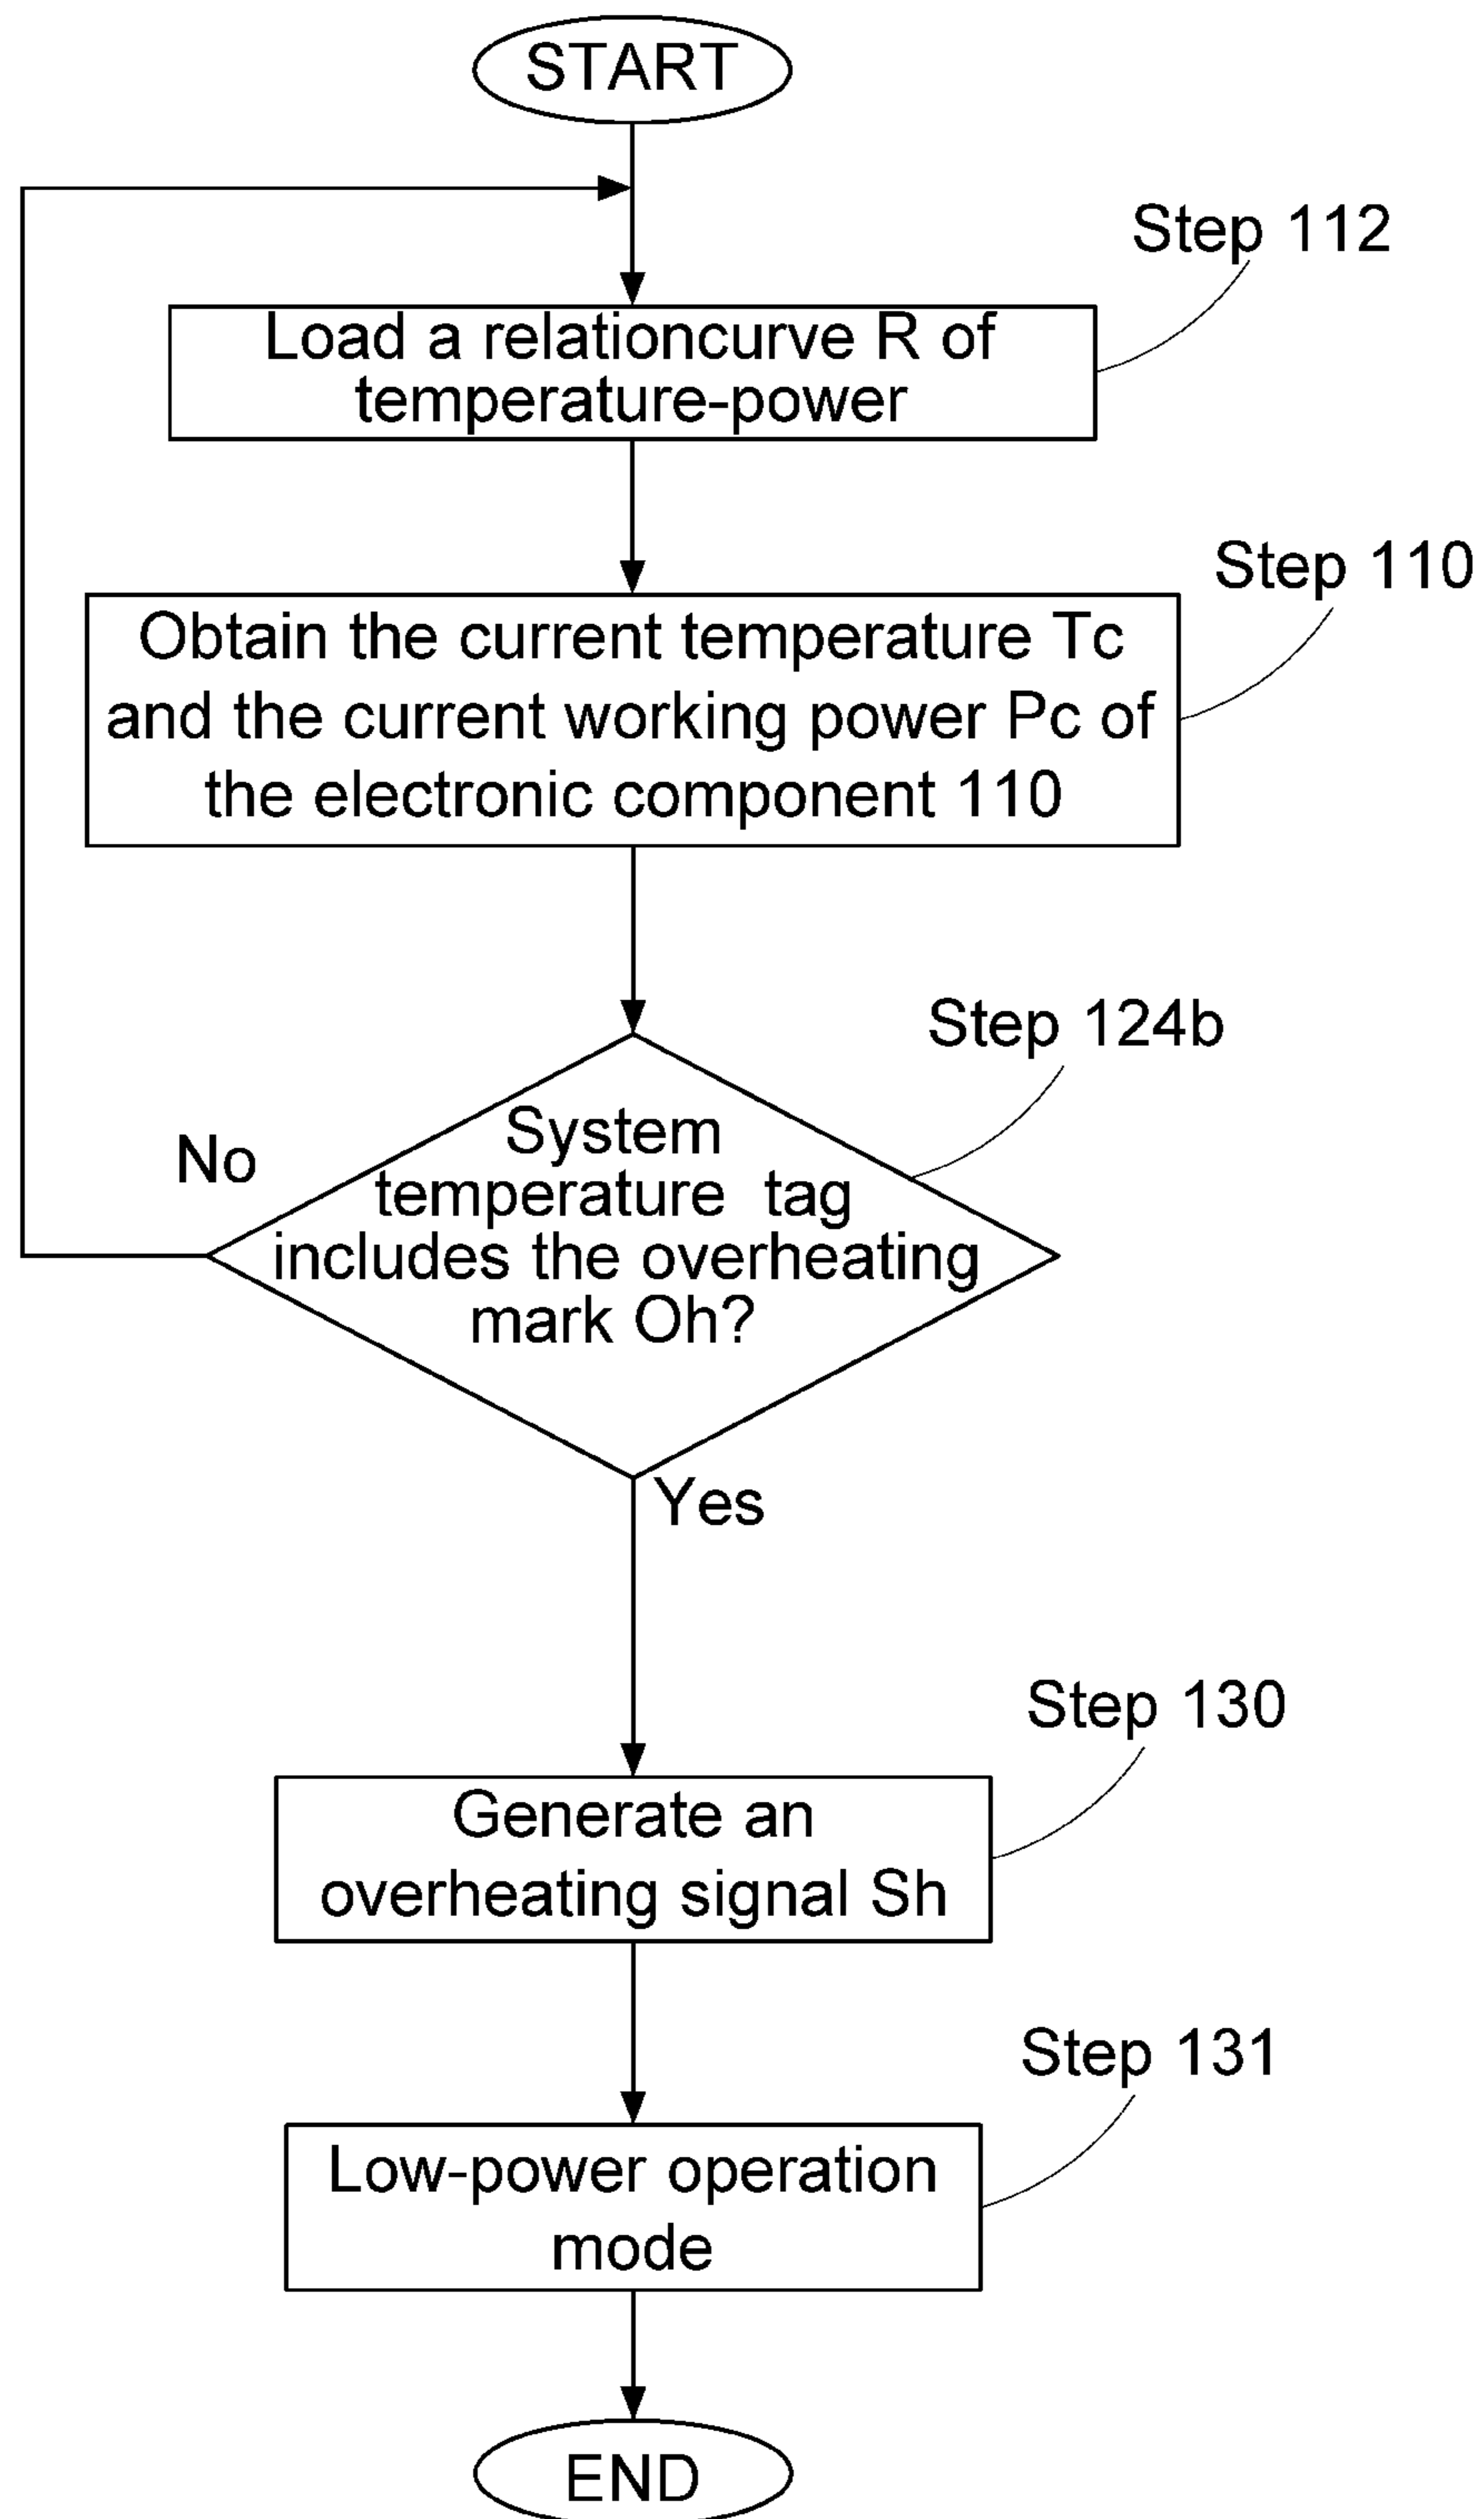 START
Step 112
Load a relationcurve R of
temperature-power
Step 110
Obtain the current temperature Tc
and the current working power Pc of
the electronic component 110
Step 124b
No
System
temperature tag
includes the overheating
mark Oh?
Yes
Step 130
Generate an
overheating signal Sh
Step 131
Low-power operation
mode
END